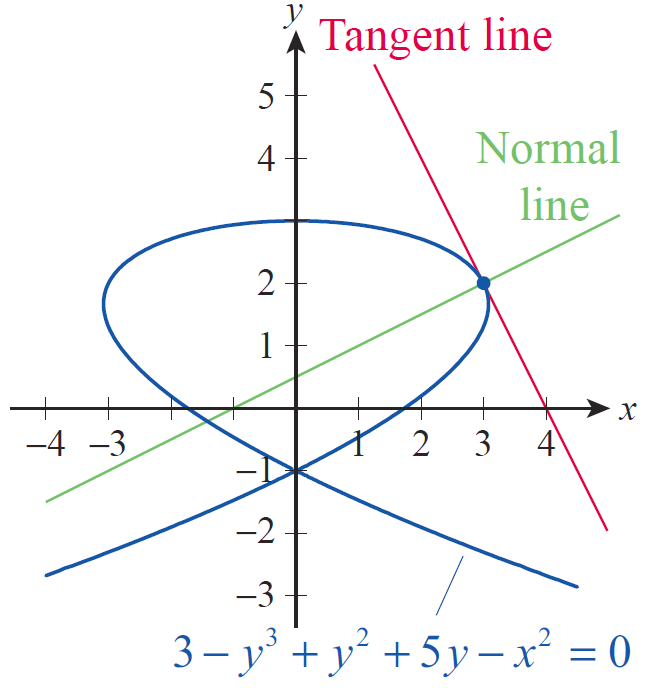 y
Tangent line
5
4
Normal
line
2
1
x
−4 −3 1 2 3 4
−1
−2
−3
3 − y³ + y² + 5y − x² = 0